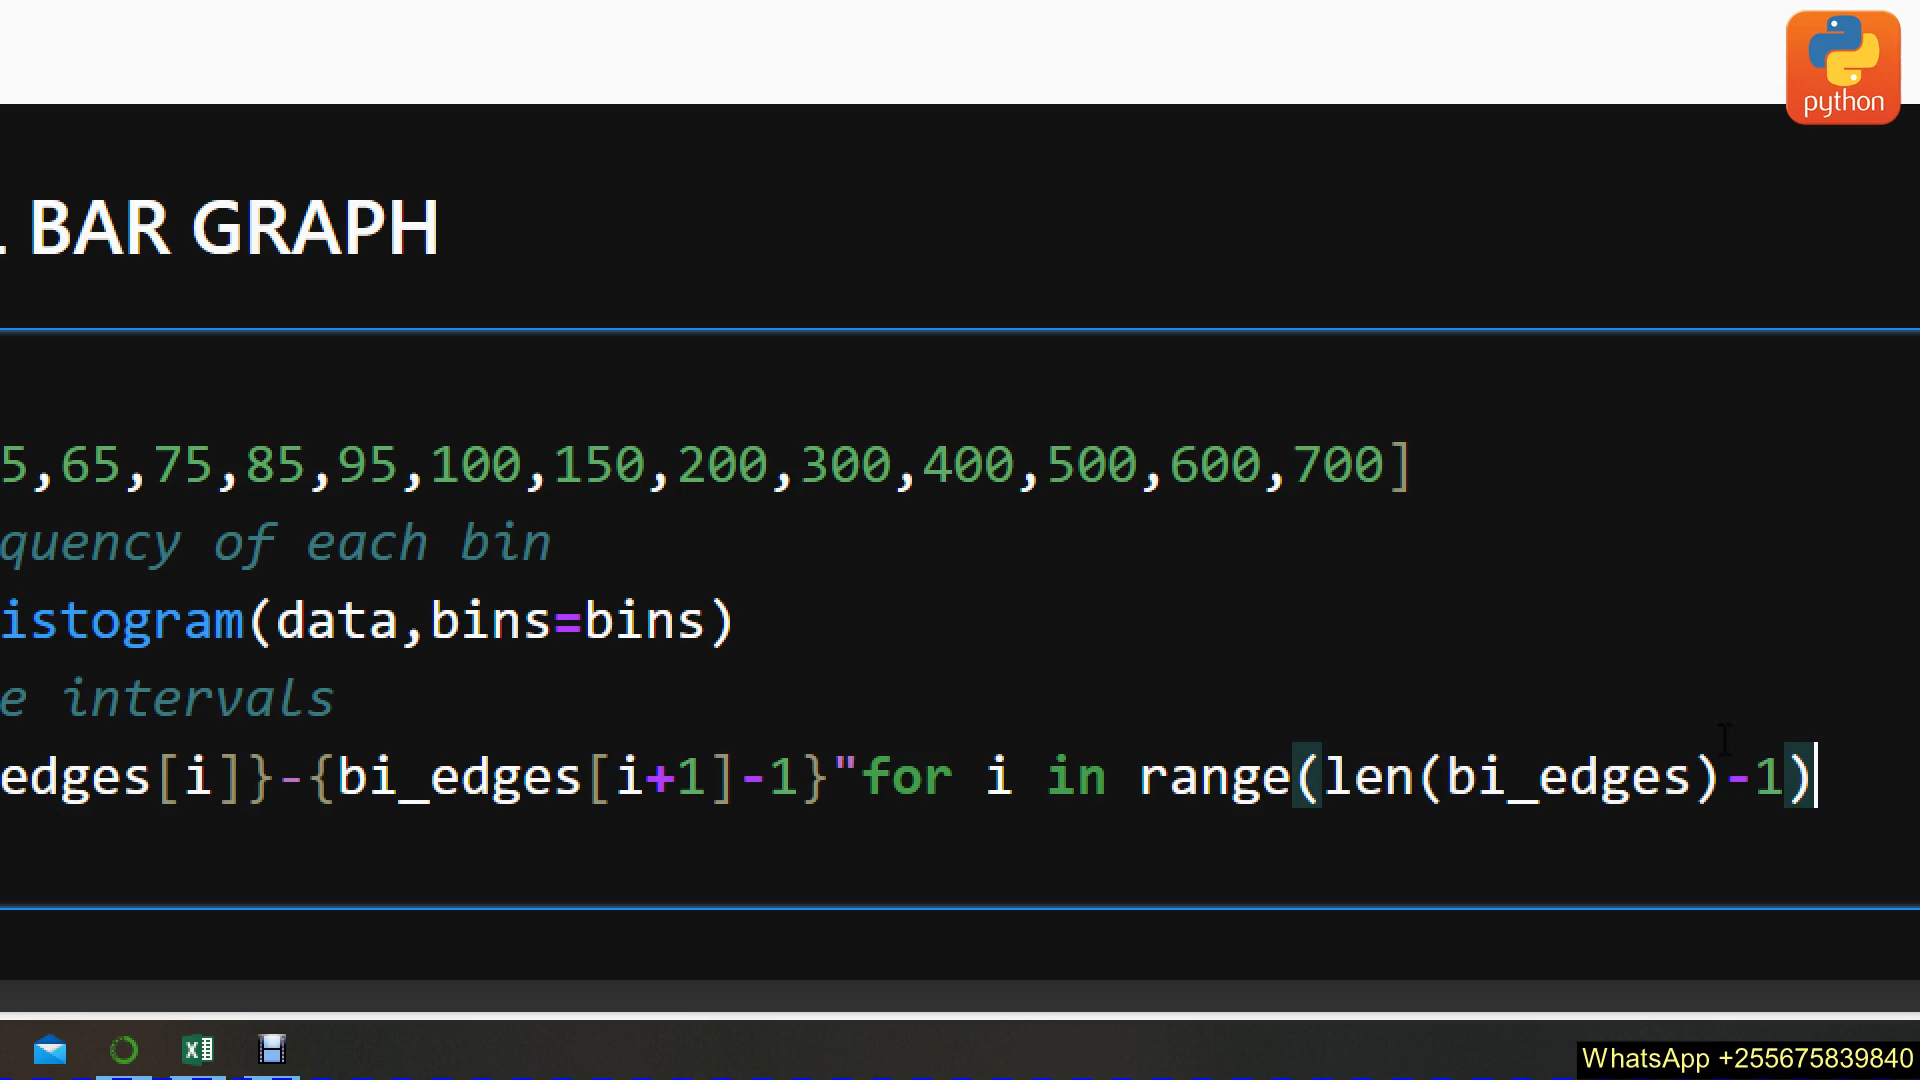 python
BAR GRAPH
5,65,75,85,95,100,150,200,300,400,500,600,700]
quency of each bin
istogram(data,bins=bins)
e intervals
edges[i]}-{bi_edges[i+1]-1}"for i in range(len(bi_edges)-1)
WhatsApp +255675839840